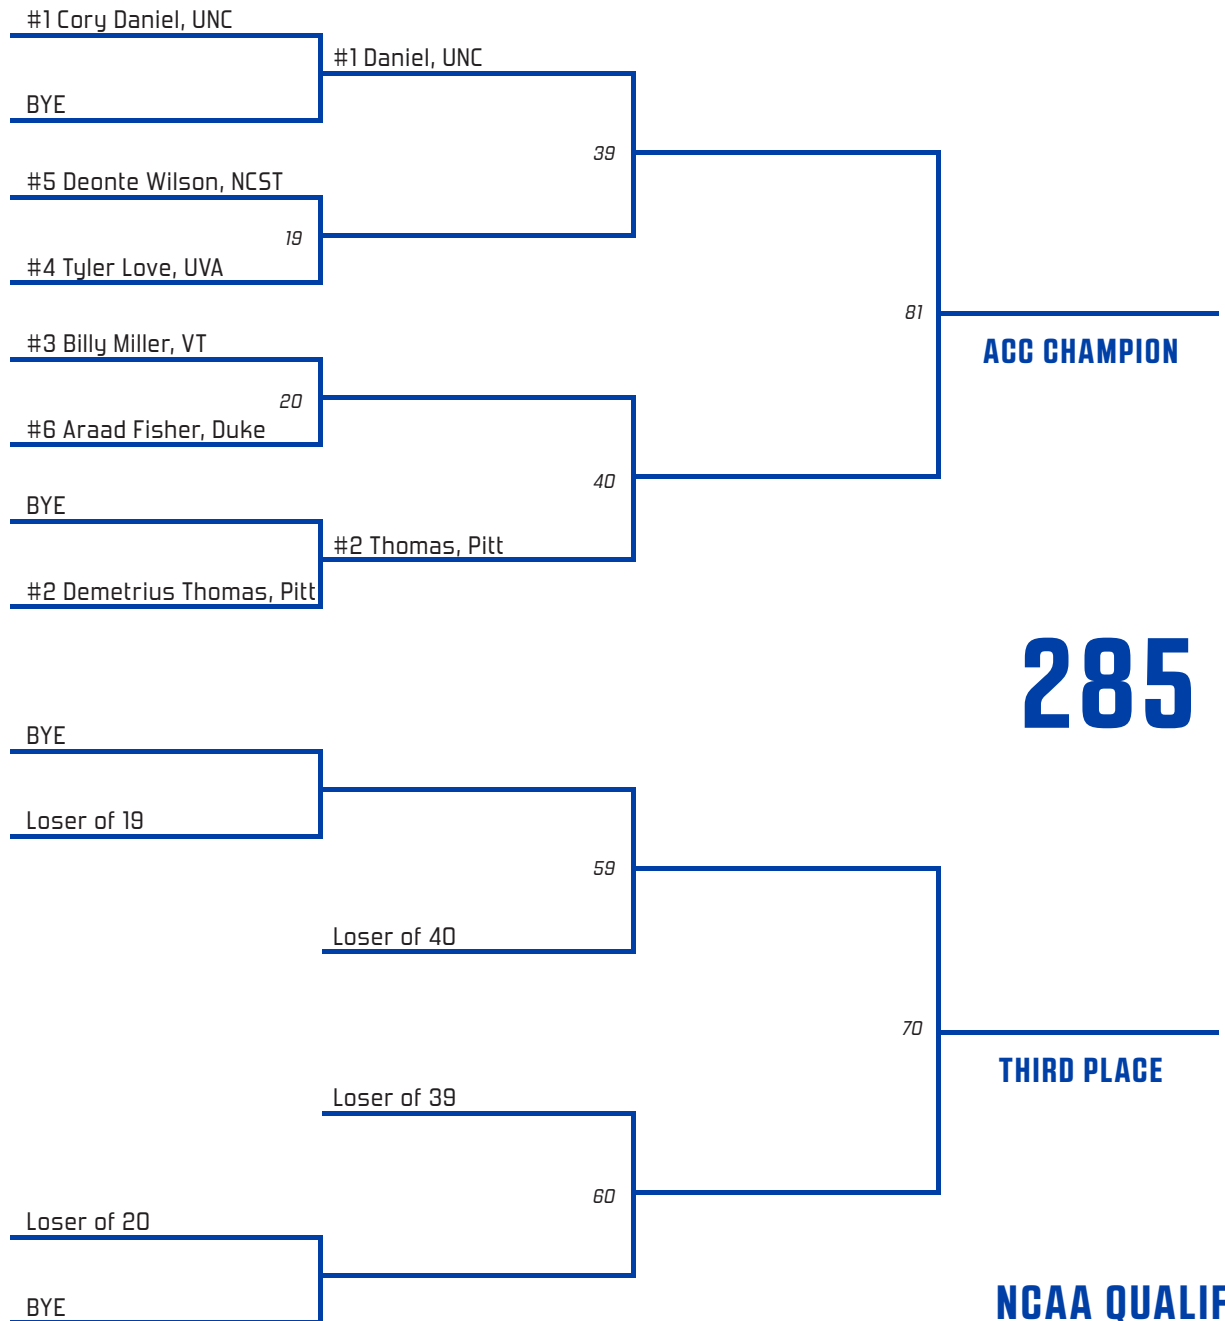 #1 Cory Daniel, UNC
#1 Daniel, UNC
BYE
39
#5 Deonte Wilson, NCST
19
#4 Tyler Love, UVA
81
ACC CHAMPION
#3 Billy Miller, VT
20
#6 Araad Fisher, Duke
40
BYE
#2 Thomas, Pitt
#2 Demetrius Thomas, Pitt
285
BYE
Loser of 19
59
Loser of 40
70
THIRD PLACE
Loser of 39
60
Loser of 20
NCAA QUALIF
BYE